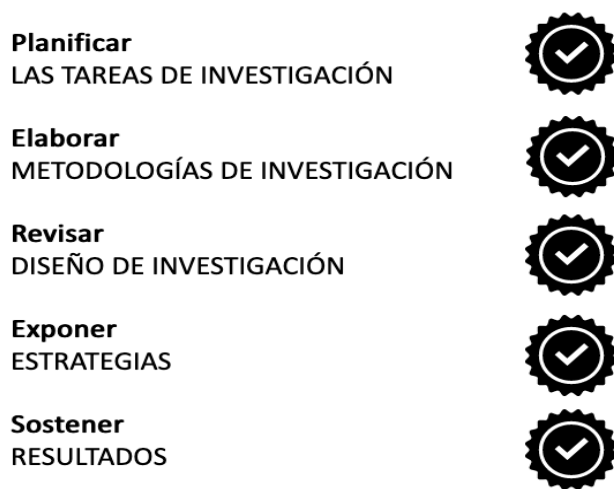 Planificar
LAS TAREAS DE INVESTIGACIÓN
Elaborar
METODOLOGÍAS DE INVESTIGACIÓN
Revisar
DISEÑO DE INVESTIGACIÓN
Exponer
ESTRATEGIAS
Sostener
RESULTADOS